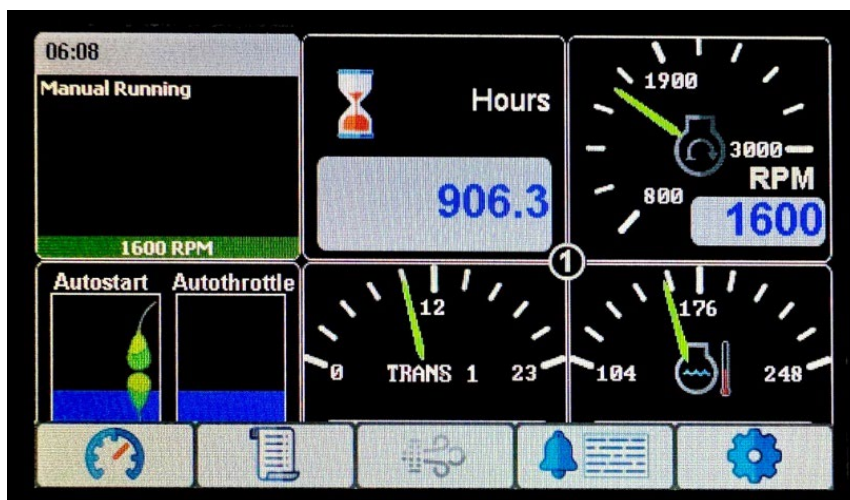 06:08
Manual Running
1600 RPM
Hours
906.3
1900
3000
RPM
800
1600
1
Autostart Autothrottle
12
0 TRANS 1 23
176
104 248